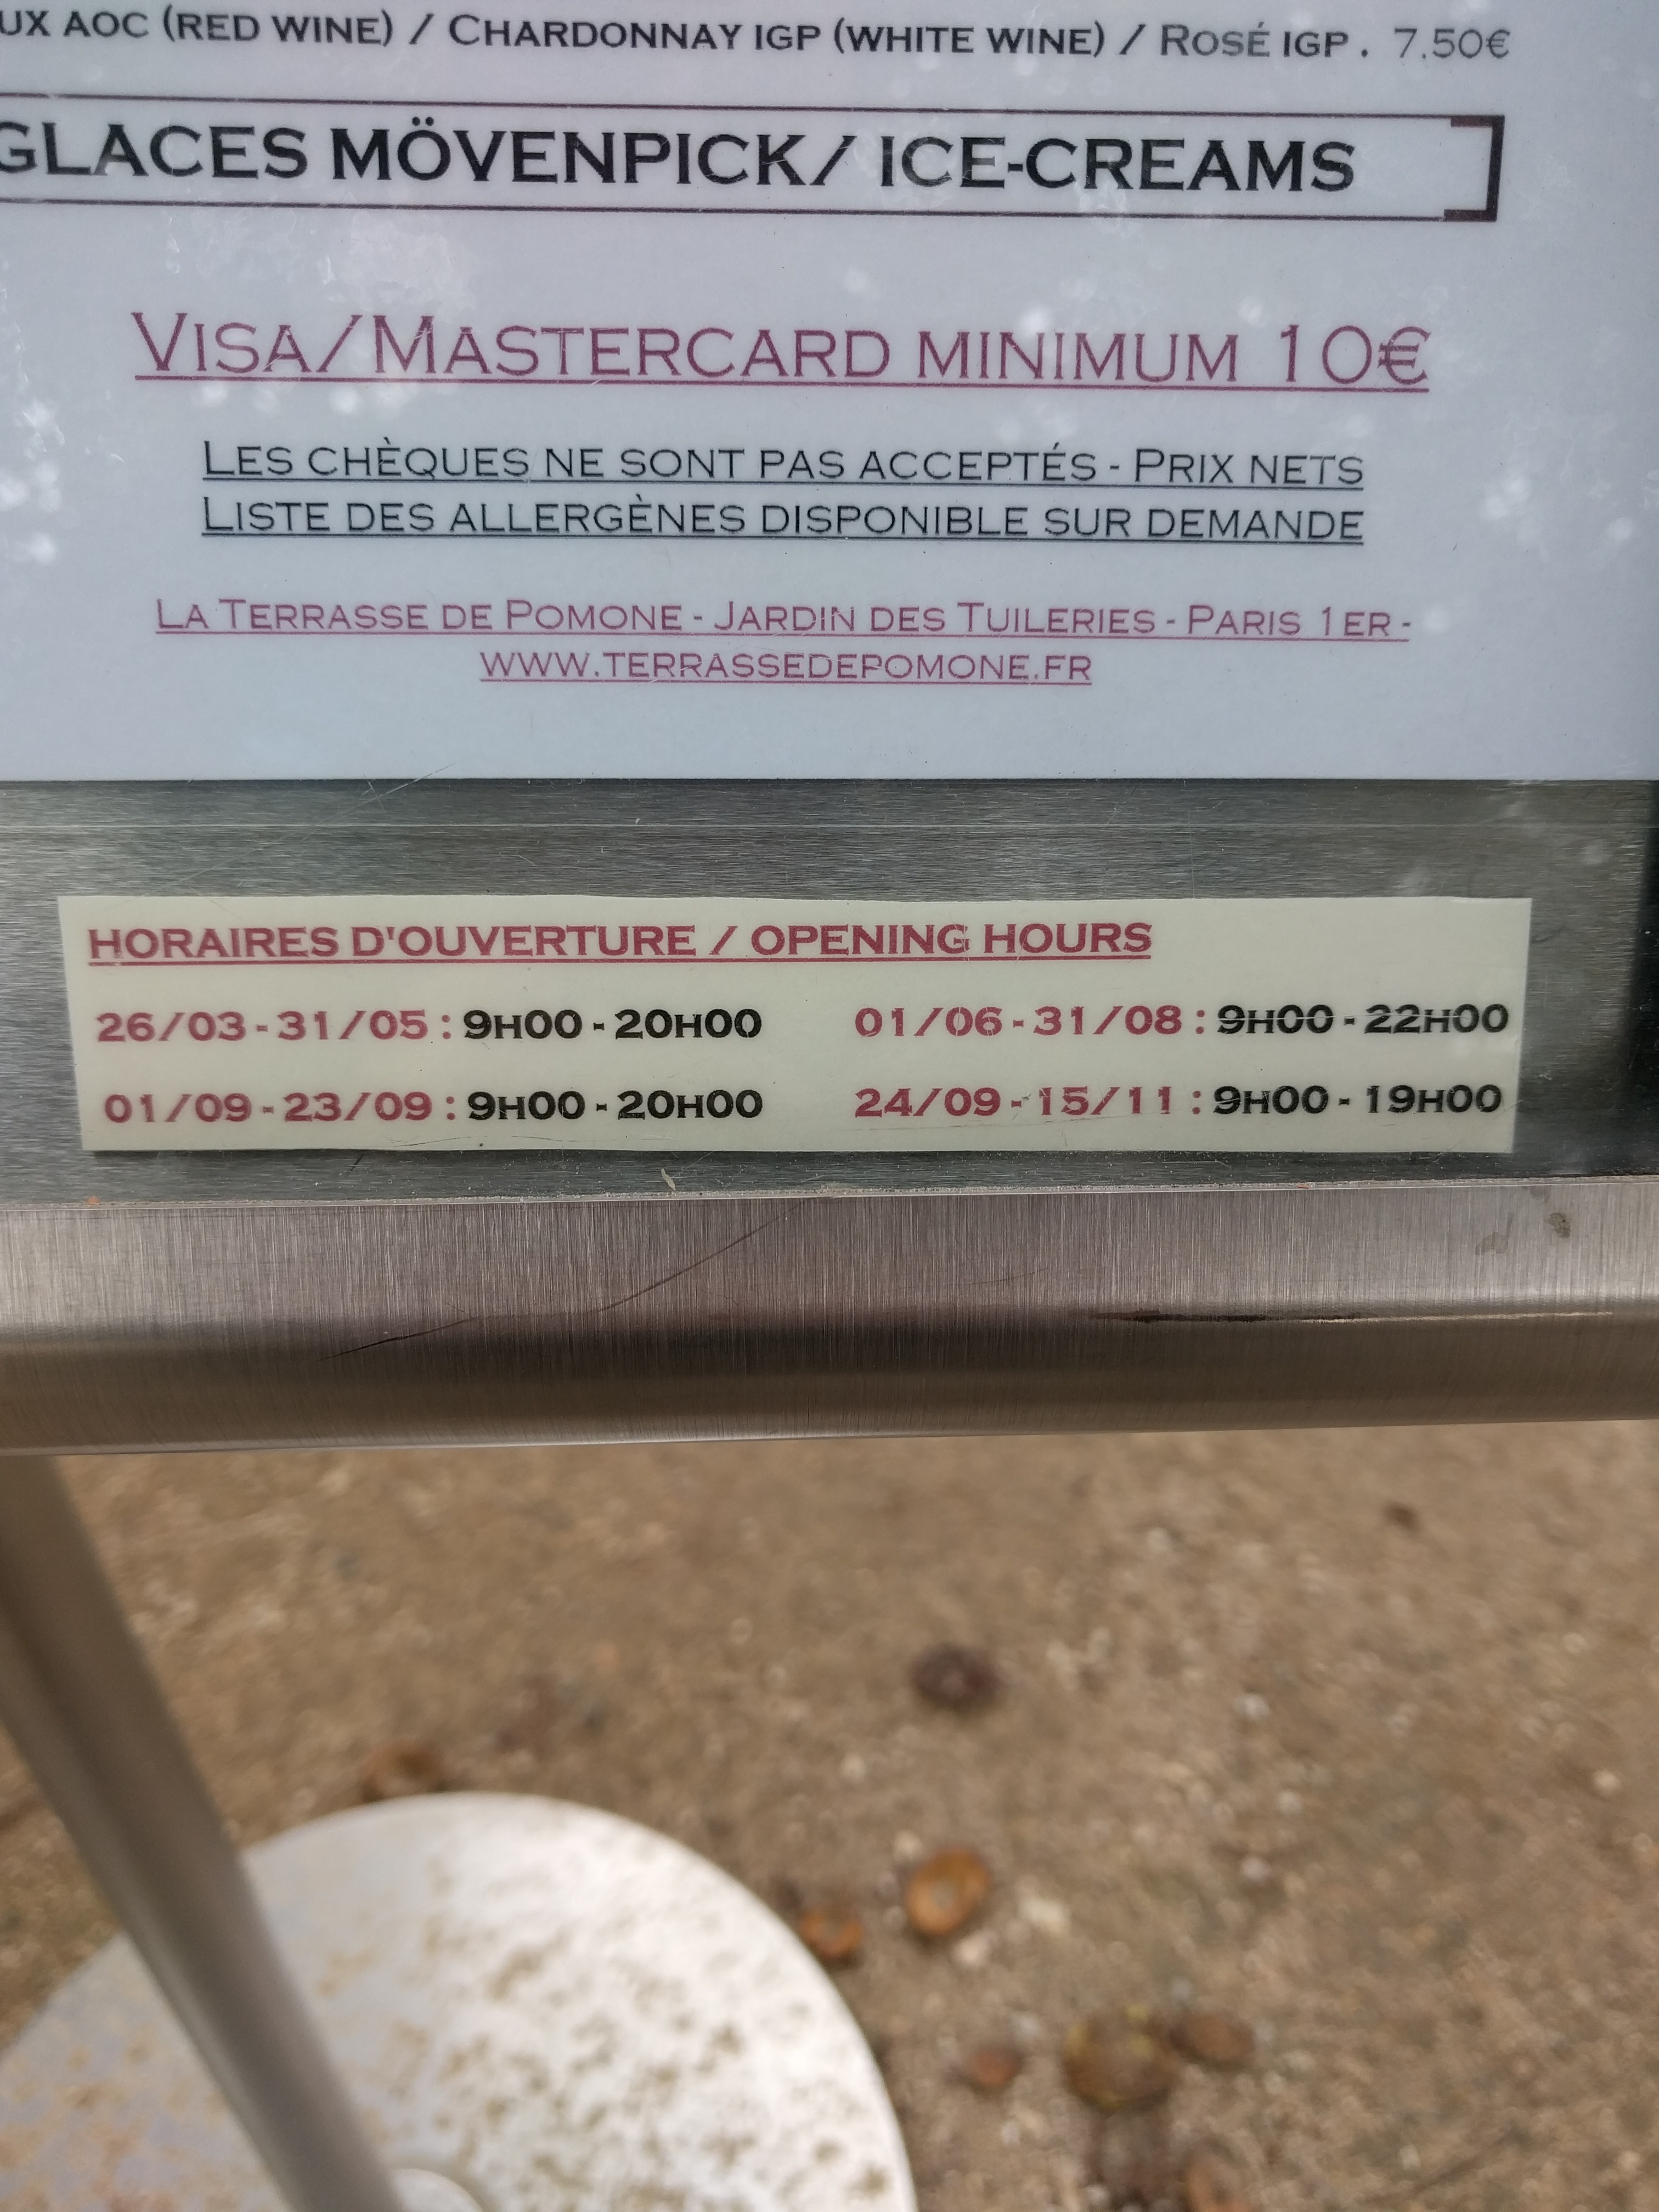 UX AOC (RED WINE) / CHARDONNAY IGP (WHITE WINE) / ROSÉ IGP . 7.50€
GLACES MÖVENPICK/ ICE-CREAMS
VISA/MASTERCARD MINIMUM 10€
LES CHÈQUES NE SONT PAS ACCEPTÉS - PRIX NETS
LISTE DES ALLERGÈNES DISPONIBLE SUR DEMANDE
LA TERRASSE DE POMONE - JARDIN DES TUILERIES - PARIS 1ER -
WWW.TERRASSEDEPOMONE.FR
HORAIRES D'OUVERTURE / OPENING HOURS
26/03 - 31/05 : 9H00 - 20H00 01/06 - 31/08 : 9H00 - 22H00
01/09 - 23/09 : 9H00 - 20H00 24/09 - 15/11 : 9H00 - 19H00